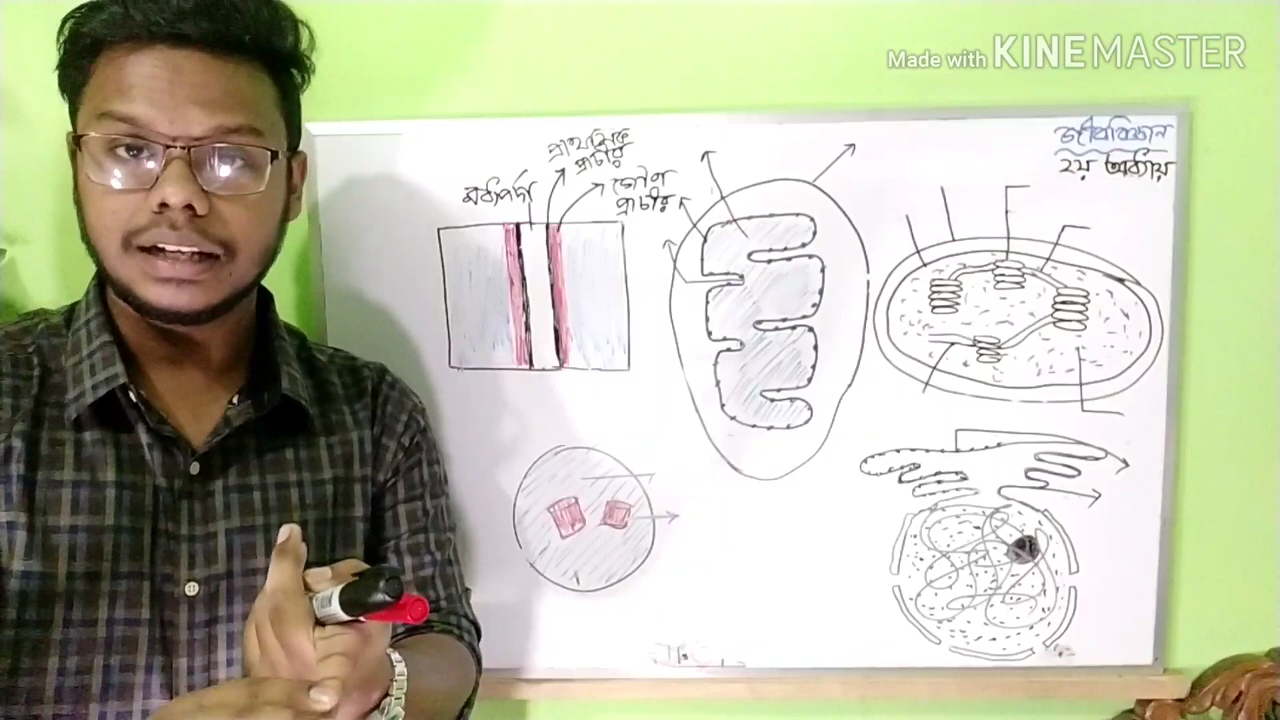 Made with KINEMASTER
জীববিজ্ঞান
২য় অধ্যায়
প্রাথমিক
প্রাচীর
মধ্যপর্দা
গৌণ
প্রাচীর